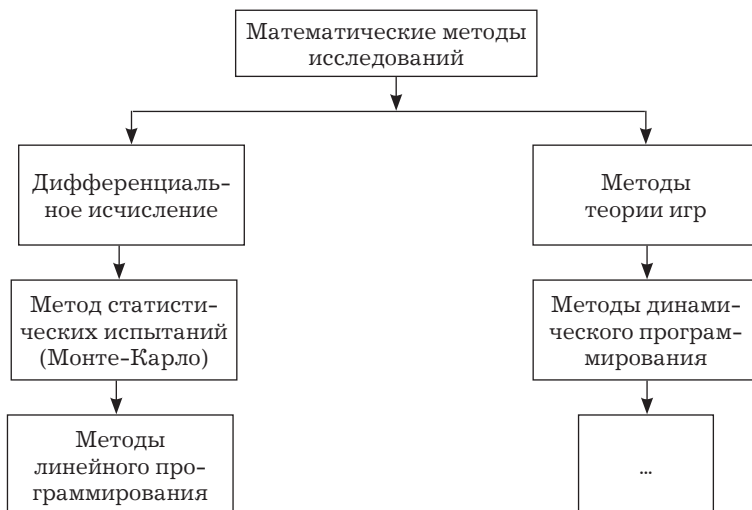 Математические методы
исследований
Дифференциаль-
ное исчисление
Методы
теории игр
Метод статисти-
ческих испытаний
(Монте-Карло)
Методы динами-
ческого програм-
мирования
Методы
линейного про-
граммирования
...